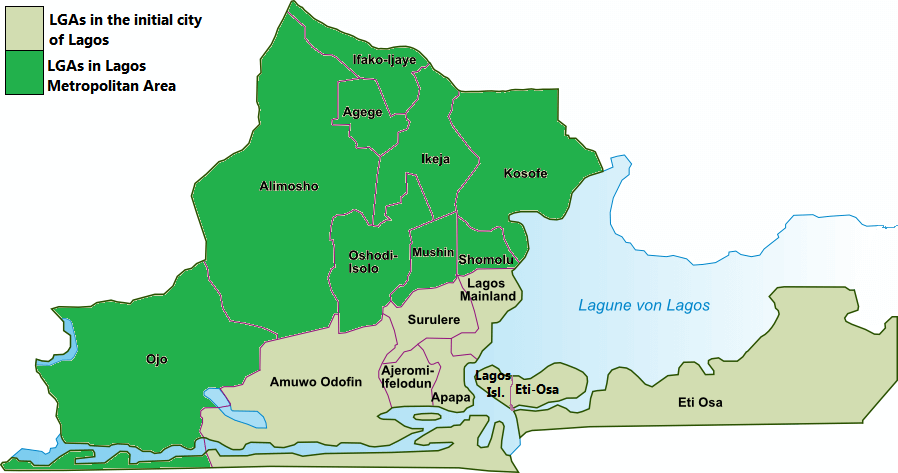 LGAs in the initial city
of Lagos
LGAs in Lagos
Metropolitan Area
Ifako-Ijaye
Agege
Ikeja
Kosofe
Alimosho
Oshodi-
Isolo
Mushin
Shomolu
Lagos
Mainland
Lagune von Lagos
Surulere
Ojo
Amuwo Odofin
Ajeromi-
Ifelodun
Apapa
Lagos
Isl.
Eti-Osa
Eti Osa